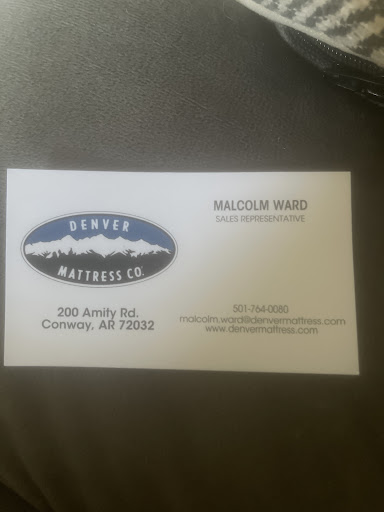 DENVER
MATTRESS CO.
200 Amity Rd.
Conway, AR 72032
MALCOLM WARD
SALES REPRESENTATIVE
501-764-0080
malcolm.ward@denvermattress.com
www.denvermattress.com